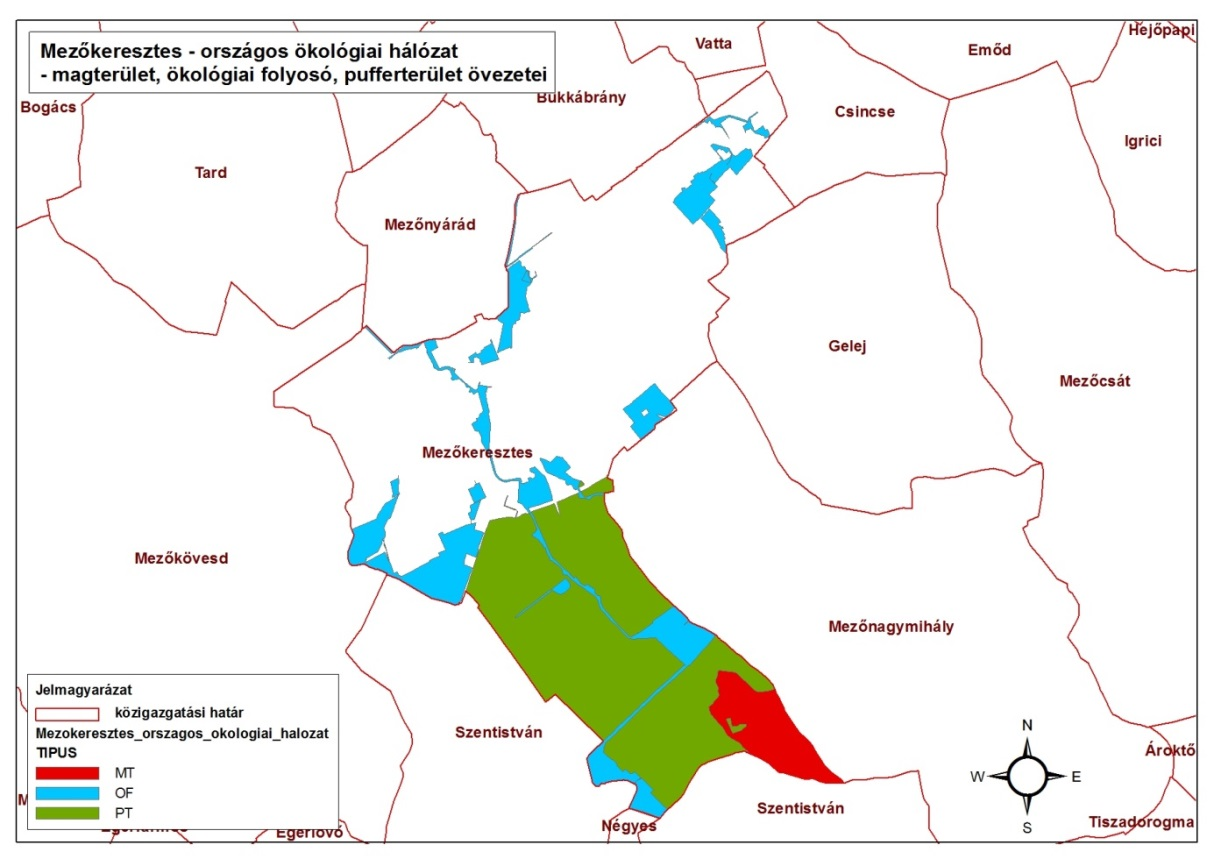 Mezőkeresztes - országos ökológiai hálózat
- magterület, ökológiai folyosó, pufferterület övezetei
Vatta
Emőd
Hejőpapi
Bogács
Bükkábrány
Csincse
Igrici
Tard
Mezőnyárád
Gelej
Mezőcsát
Mezőkeresztes
Mezőkövesd
Mezőnagymihály
Szentistván
Ároktő
Szentistván
Négyes
Tiszadorogma
Egerlövő
Jelmagyarázat
közigazgatási határ
Mezokeresztes_orszagos_okologiai_halozat
TIPUS
MT
OF
PT
N
W
E
S